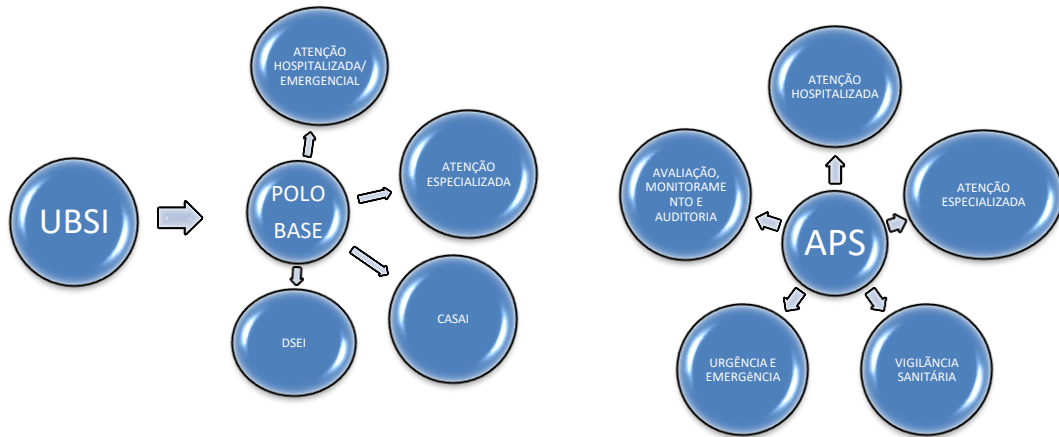 UBSI
ATENÇÃO
HOSPITALIZADA/
EMERGENCIAL
POLO
BASE
ATENÇÃO
ESPECIALIZADA
CASAI
DSEI
ATENÇÃO
HOSPITALIZADA
AVALIAÇÃO,
MONITORAME
NTO E
AUDITORIA
APS
ATENÇÃO
ESPECIALIZADA
URGÊNCIA E
EMERGêNCIA
VIGILÃNCIA
SANITÁRIA